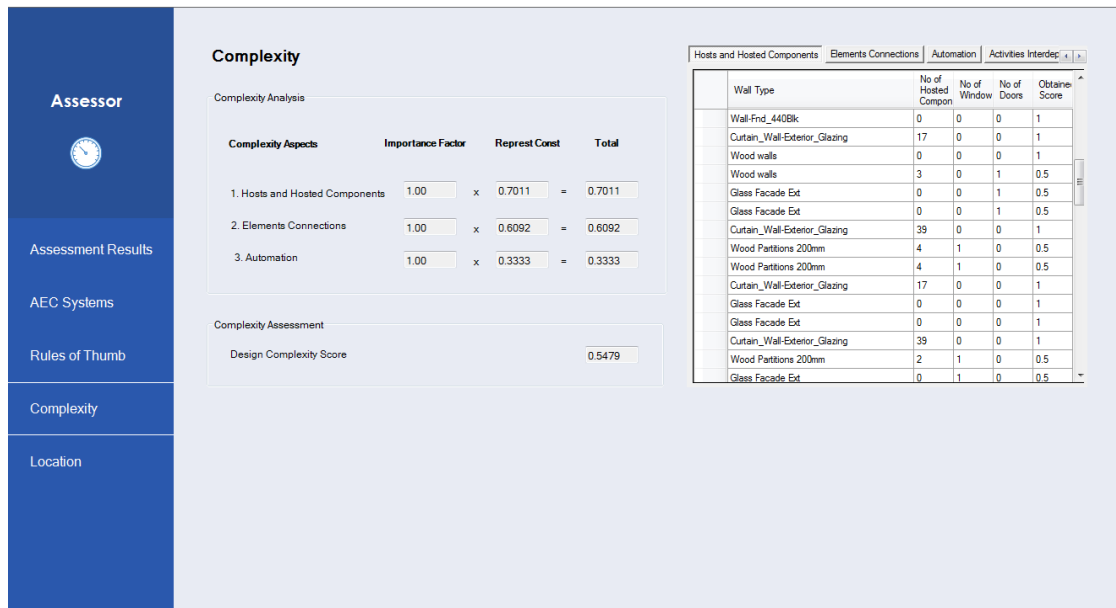 Assessor
Assessment Results
AEC Systems
Rules of Thumb
Complexity
Location
Complexity
Complexity Analysis
Complexity Aspects Importance Factor Represt Const Total
1. Hosts and Hosted Components 1.00 x 0.7011 = 0.7011
2. Elements Connections 1.00 x 0.6092 = 0.6092
3. Automation 1.00 x 0.3333 = 0.3333
Complexity Assessment
Design Complexity Score 0.5479
Hosts and Hosted Components Elements Connections Automation Activities Interdep
Wall Type No of Hosted Compon No of Window No of Doors Obtaine Score
Wall-Fnd_440Blk 0 0 0 1
Curtain_Wall-Exterior_Glazing 17 0 0 1
Wood walls 0 0 0 1
Wood walls 3 0 1 0.5
Glass Facade Ext 0 0 1 0.5
Glass Facade Ext 0 0 1 0.5
Curtain_Wall-Exterior_Glazing 39 0 0 1
Wood Partitions 200mm 4 1 0 0.5
Wood Partitions 200mm 4 1 0 0.5
Curtain_Wall-Exterior_Glazing 17 0 0 1
Glass Facade Ext 0 0 0 1
Glass Facade Ext 0 0 0 1
Curtain_Wall-Exterior_Glazing 39 0 0 1
Wood Partitions 200mm 2 1 0 0.5
Glass Facade Ext 0 1 0 0.5